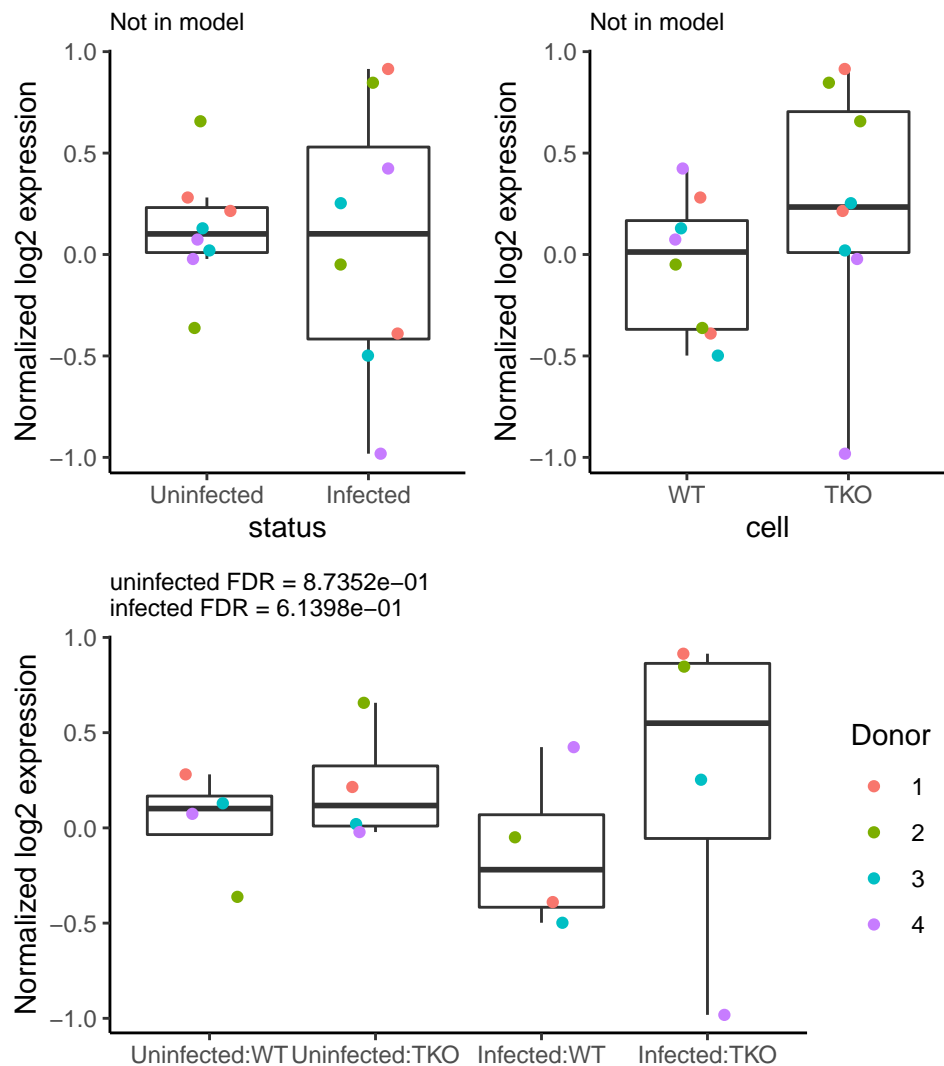 Not in model
Normalized log2 expression
1.0
0.5
0.0
−0.5
−1.0
Uninfected Infected
status
Not in model
Normalized log2 expression
1.0
0.5
0.0
−0.5
−1.0
WT TKO
cell
uninfected FDR = 8.7352e−01
infected FDR = 6.1398e−01
Normalized log2 expression
1.0
0.5
0.0
−0.5
−1.0
Uninfected:WT Uninfected:TKO Infected:WT Infected:TKO
Donor
1
2
3
4